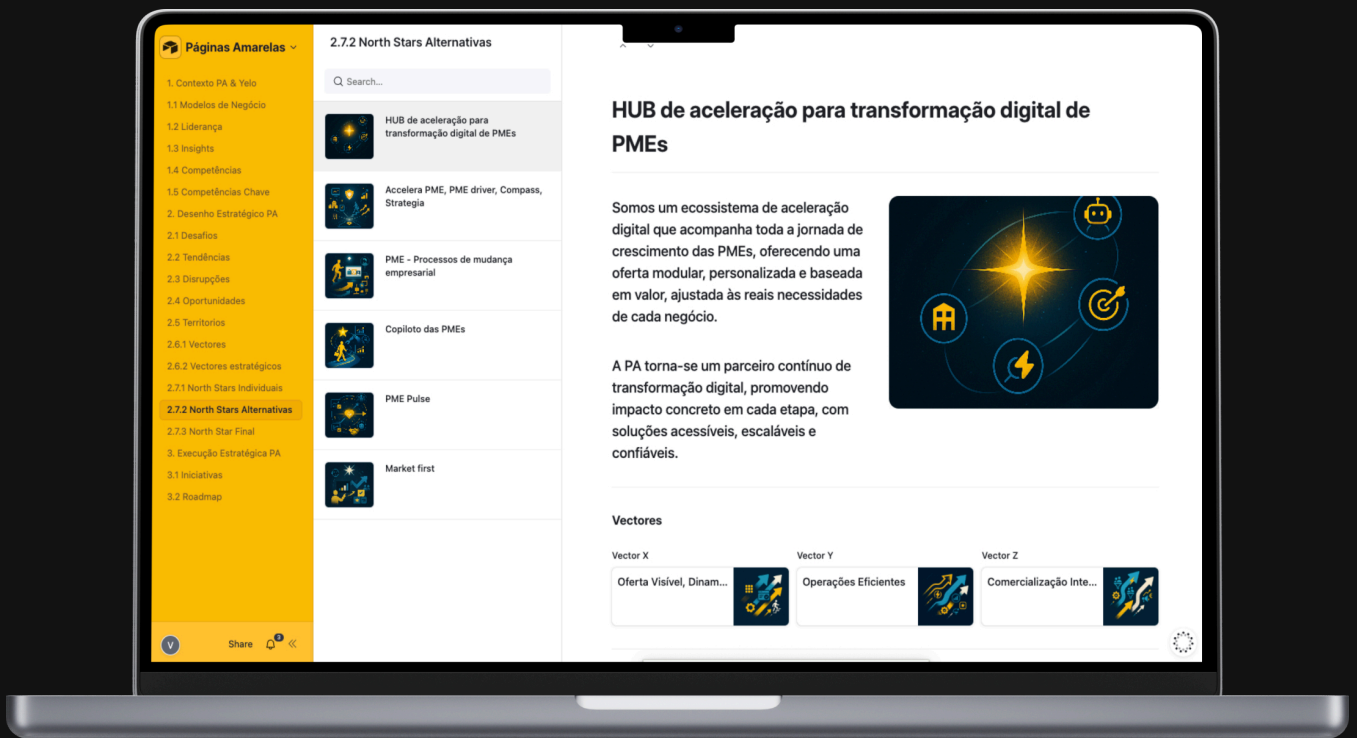 Páginas Amarelas
1. Contexto PA & Yelo
1.1 Modelos de Negócio
1.2 Liderança
1.3 Insights
1.4 Competências
1.5 Competências Chave
2. Desenho Estratégico PA
2.1 Desafios
2.2 Tendências
2.3 Disrupções
2.4 Oportunidades
2.5 Territorios
2.6.1 Vectores
2.6.2 Vectores estratégicos
2.7.1 North Stars Individuais
2.7.2 North Stars Alternativas
2.7.3 North Star Final
3. Execução Estratégica PA
3.1 Iniciativas
3.2 Roadmap
V
Share
3
2.7.2 North Stars Alternativas
Search...
HUB de aceleração para
transformação digital de PMEs
Accelera PME, PME driver, Compass,
Strategia
PME - Processos de mudança
empresarial
Copiloto das PMEs
PME Pulse
Market first
HUB de aceleração para transformação digital de
PMEs
Somos um ecossistema de aceleração
digital que acompanha toda a jornada de
crescimento das PMEs, oferecendo uma
oferta modular, personalizada e baseada
em valor, ajustada às reais necessidades
de cada negócio.
A PA torna-se um parceiro contínuo de
transformação digital, promovendo
impacto concreto em cada etapa, com
soluções acessíveis, escaláveis e
confiáveis.
Vectores
Vector X
Oferta Visível, Dinam...
Vector Y
Operações Eficientes
Vector Z
Comercialização Inte...